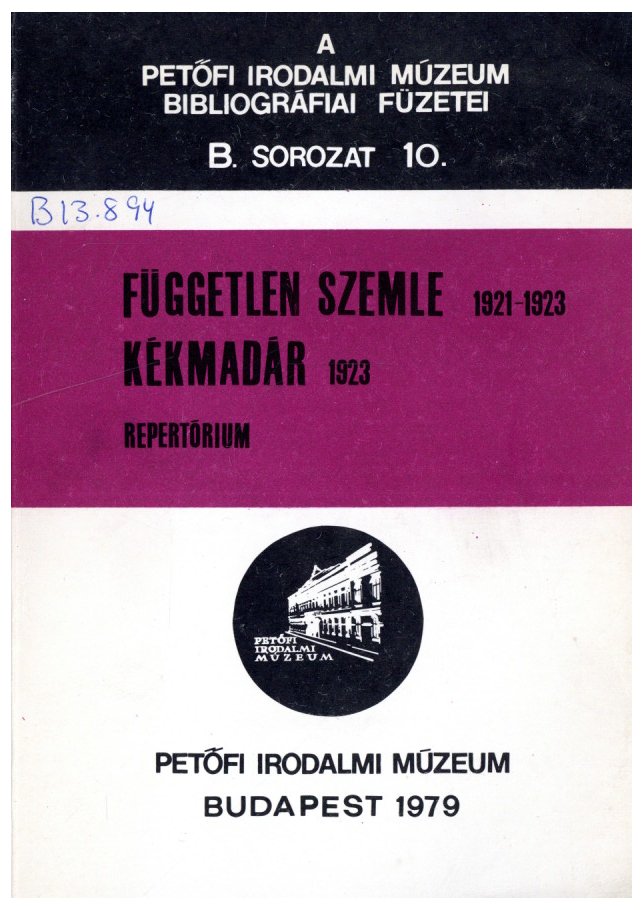 A
PETŐFI IRODALMI MÚZEUM
BIBLIOGRÁFIAI FÜZETEI
B. SOROZAT 10.
B13.894
FÜGGETLEN SZEMLE 1921-1923
KÉKMADÁR 1923
REPERTÓRIUM
PETŐFI
IRODALMI
MÚZEUM
PETŐFI IRODALMI MÚZEUM
BUDAPEST 1979